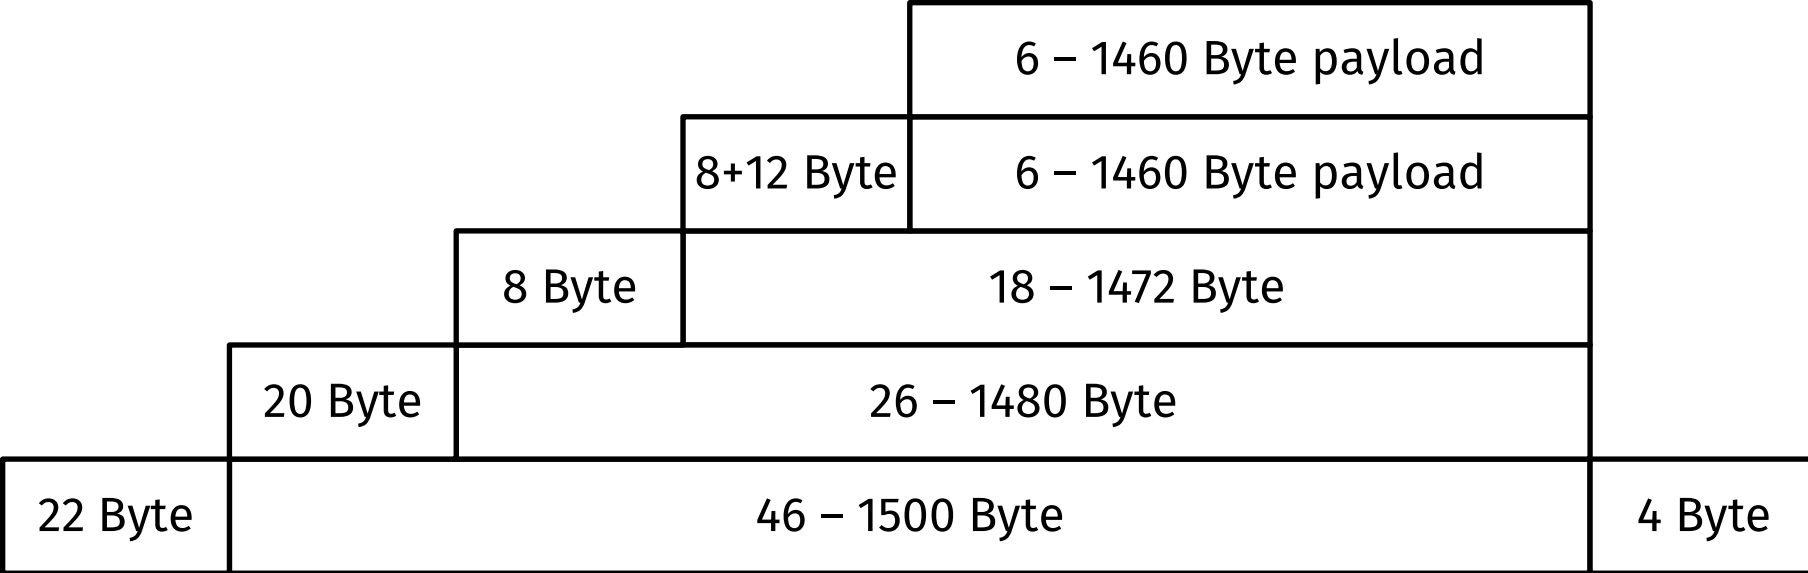 6 – 1460 Byte payload
8+12 Byte
6 – 1460 Byte payload
8 Byte
18 – 1472 Byte
20 Byte
26 – 1480 Byte
22 Byte
46 – 1500 Byte
4 Byte